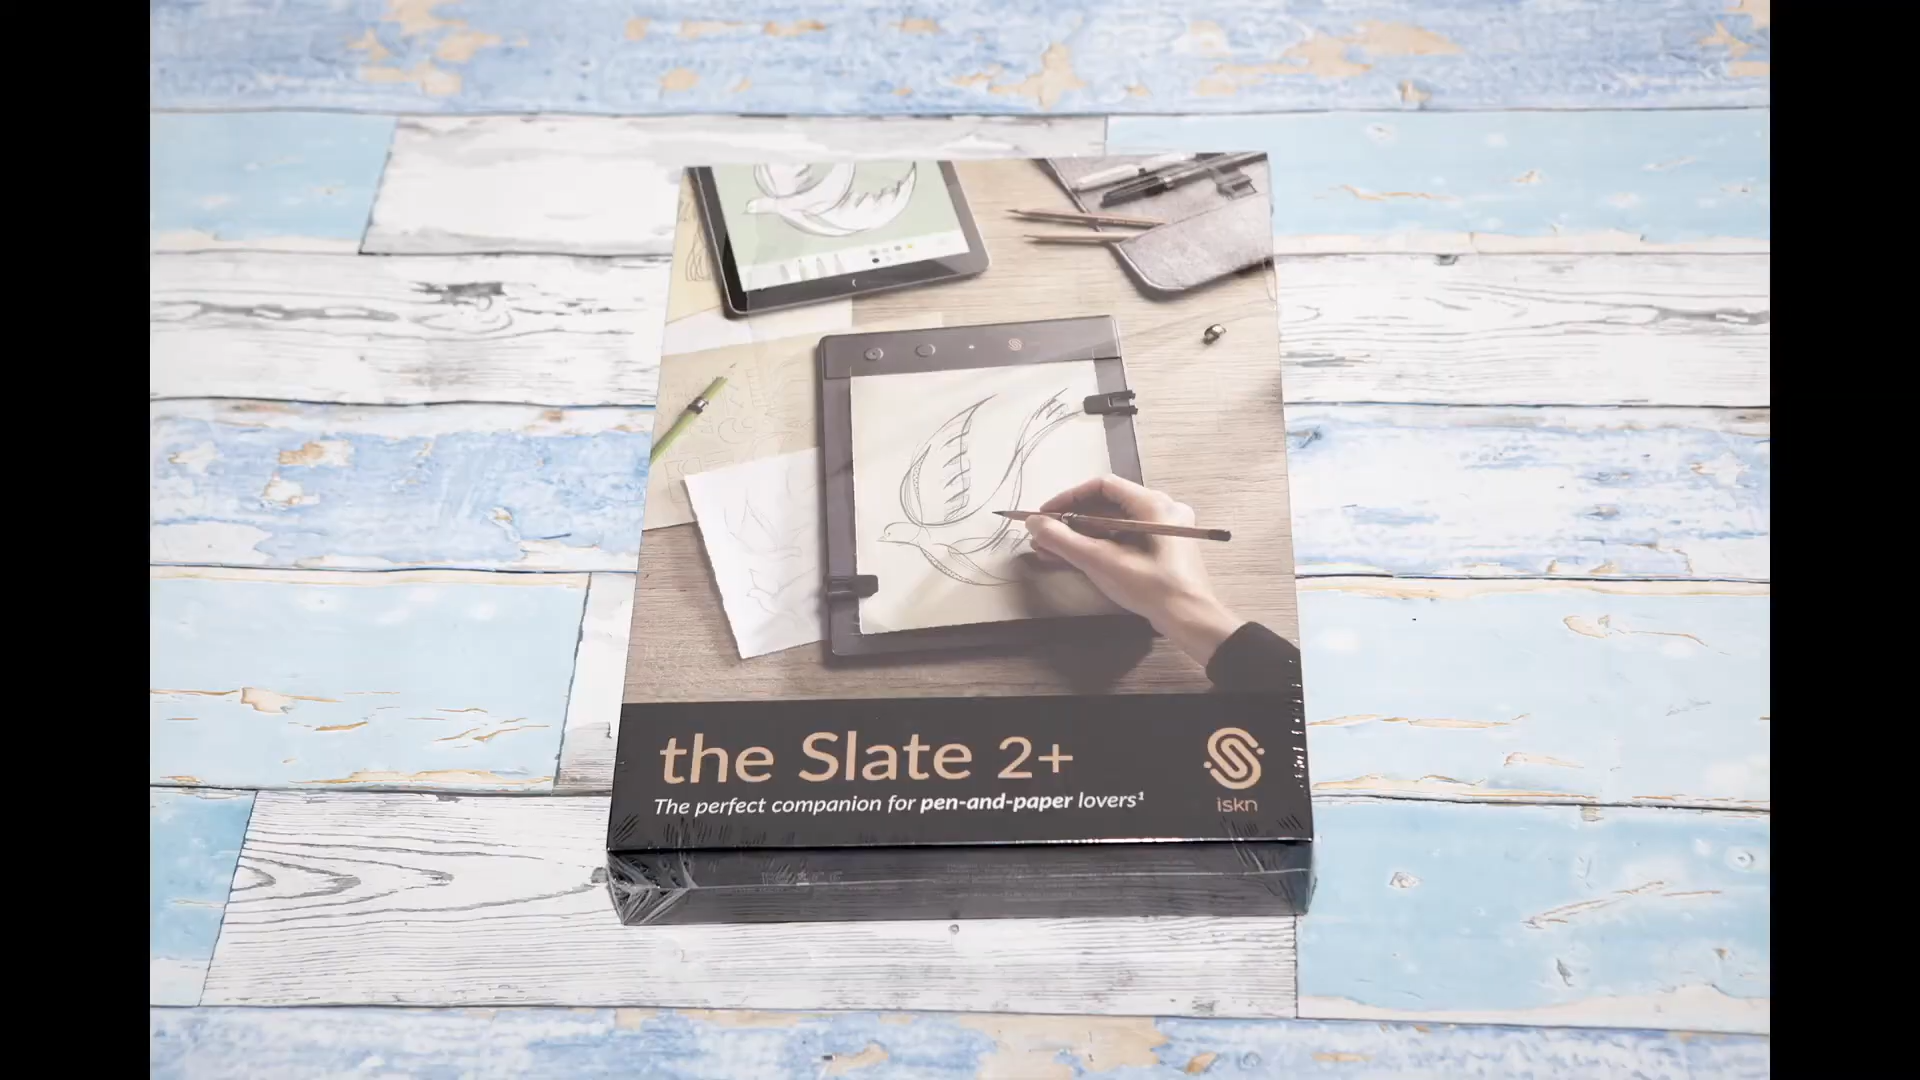 the Slate 2+
The perfect companion for pen-and-paper lovers¹
iskn